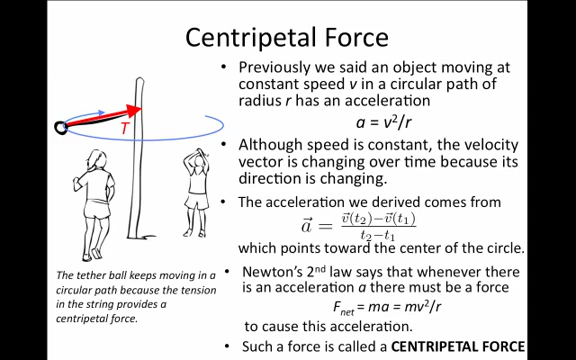 Centripetal Force
• Previously we said an object moving at
constant speed v in a circular path of
radius r has an acceleration
a = v²/r
• Although speed is constant, the velocity
vector is changing over time because its
direction is changing.
• The acceleration we derived comes from
a⃗ = (v⃗(t₂)−v⃗(t₁))/(t₂−t₁)
which points toward the center of the circle.
• Newton's 2nd law says that whenever there
is an acceleration a there must be a force
Fnet = ma = mv²/r
to cause this acceleration.
• Such a force is called a CENTRIPETAL FORCE
T
The tether ball keeps moving in a
circular path because the tension
in the string provides a
centripetal force.